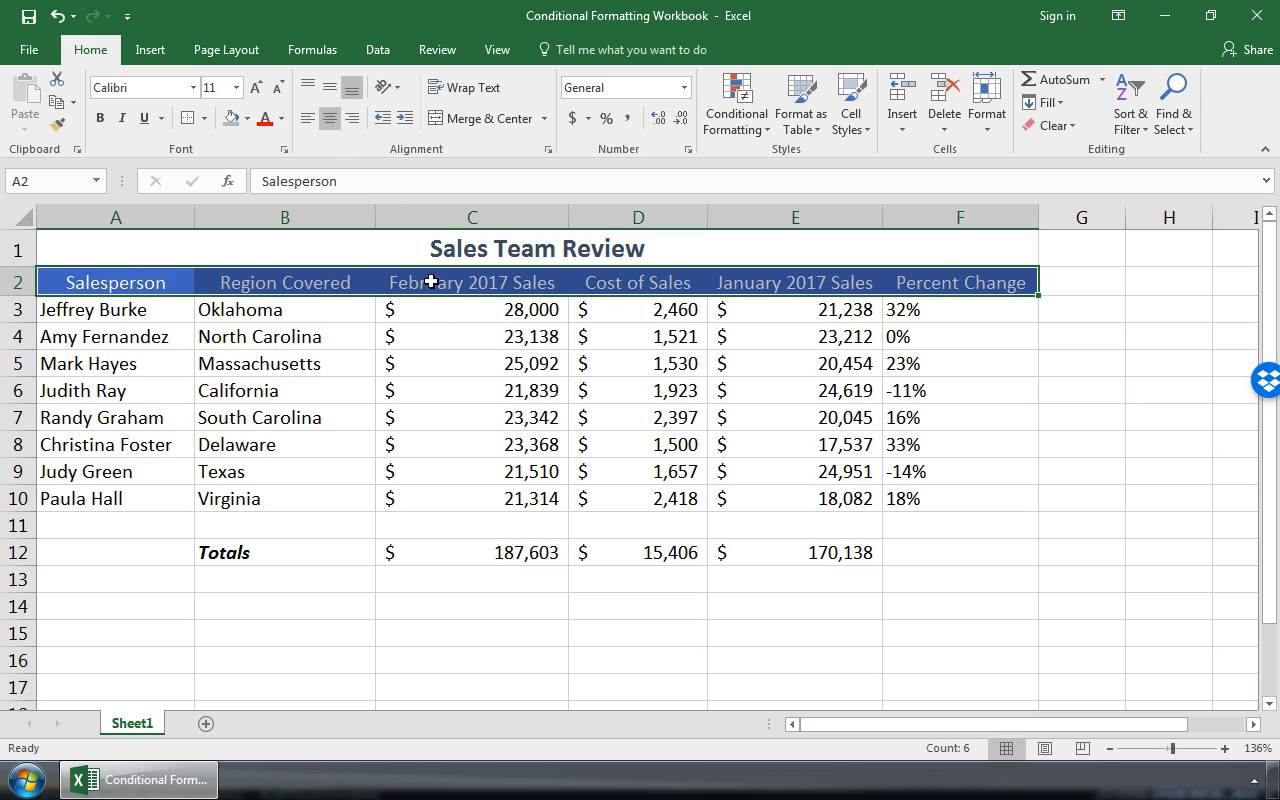 Conditional Formatting Workbook - Excel
Sign in
File Home Insert Page Layout Formulas Data Review View Tell me what you want to do Share
Paste
Calibri 11 A A
B I U A
Wrap Text
Merge & Center
General
$ % ,
.0 .00
.00 .0
Conditional Formatting
Format as Table
Cell Styles
Insert
Delete
Format
AutoSum
Fill
Clear
Sort & Filter
Find & Select
Clipboard Font Alignment Number Styles Cells Editing
A2 fx Salesperson
A B C D E F G H I
1 Sales Team Review
2 Salesperson Region Covered February 2017 Sales Cost of Sales January 2017 Sales Percent Change
3 Jeffrey Burke Oklahoma $ 28,000 $ 2,460 $ 21,238 32%
4 Amy Fernandez North Carolina $ 23,138 $ 1,521 $ 23,212 0%
5 Mark Hayes Massachusetts $ 25,092 $ 1,530 $ 20,454 23%
6 Judith Ray California $ 21,839 $ 1,923 $ 24,619 -11%
7 Randy Graham South Carolina $ 23,342 $ 2,397 $ 20,045 16%
8 Christina Foster Delaware $ 23,368 $ 1,500 $ 17,537 33%
9 Judy Green Texas $ 21,510 $ 1,657 $ 24,951 -14%
10 Paula Hall Virginia $ 21,314 $ 2,418 $ 18,082 18%
11
12 Totals $ 187,603 $ 15,406 $ 170,138
13
14
15
16
17
Sheet1
Ready Count: 6 136%
Conditional Form...